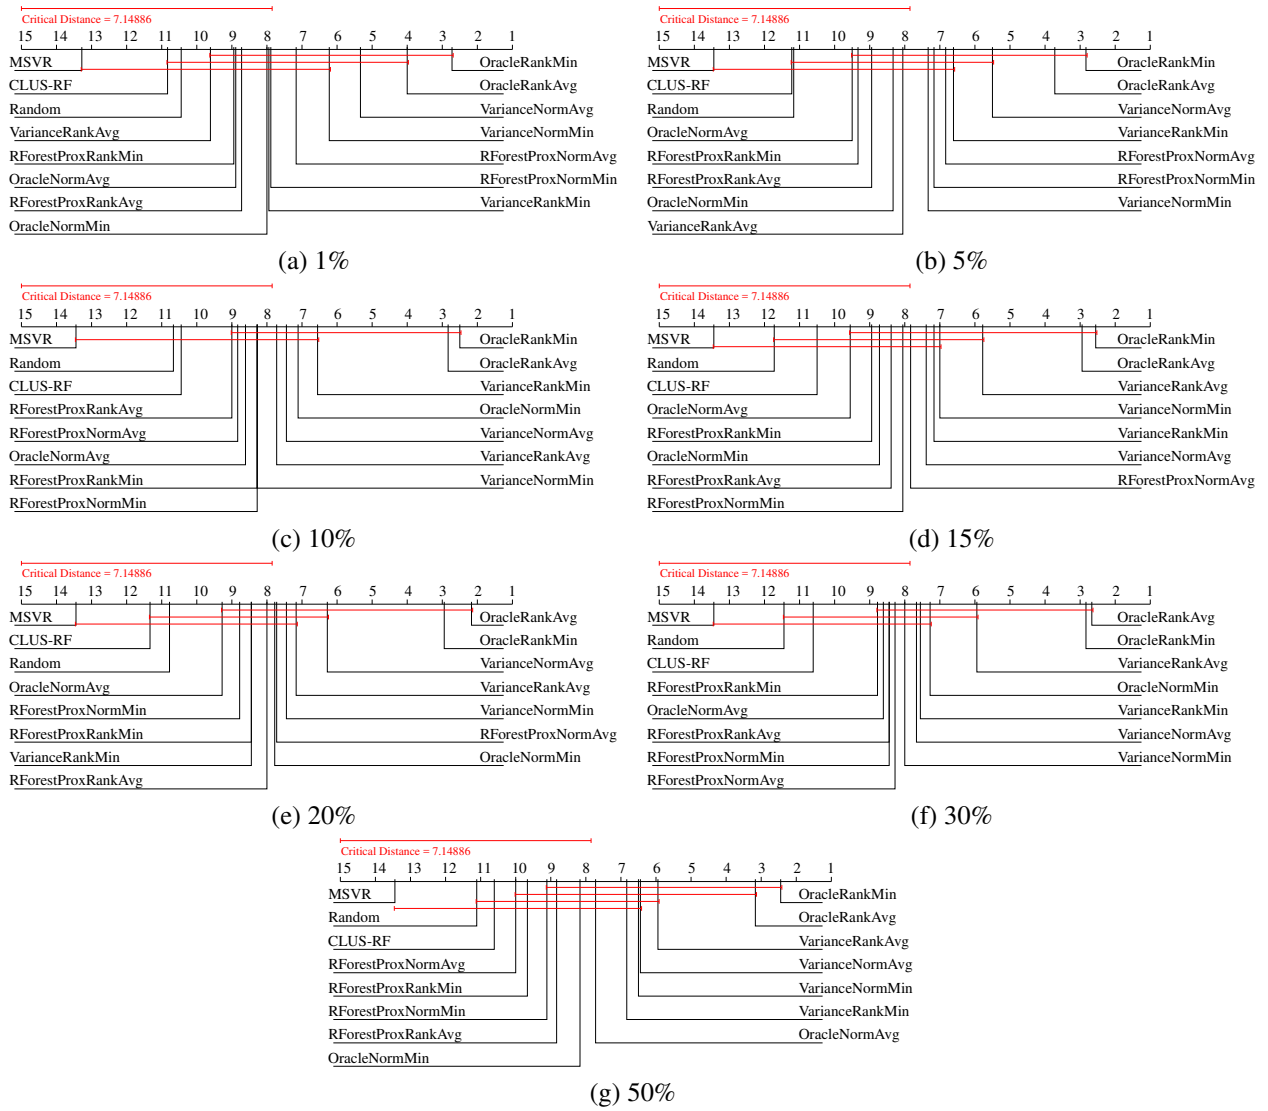 Critical Distance = 7.14886
15 14 13 12 11 10 9 8 7 6 5 4 3 2 1
MSVR OracleRankMin
CLUS-RF OracleRankAvg
Random VarianceNormAvg
VarianceRankAvg VarianceNormMin
RForestProxRankMin RForestProxNormAvg
OracleNormAvg RForestProxNormMin
RForestProxRankAvg VarianceRankMin
OracleNormMin
(a) 1%
Critical Distance = 7.14886
15 14 13 12 11 10 9 8 7 6 5 4 3 2 1
MSVR OracleRankMin
CLUS-RF OracleRankAvg
Random VarianceNormAvg
OracleNormAvg VarianceRankMin
RForestProxRankMin RForestProxNormAvg
RForestProxRankAvg RForestProxNormMin
OracleNormMin VarianceNormMin
VarianceRankAvg
(b) 5%
Critical Distance = 7.14886
15 14 13 12 11 10 9 8 7 6 5 4 3 2 1
MSVR OracleRankMin
Random OracleRankAvg
CLUS-RF VarianceRankMin
RForestProxRankAvg OracleNormMin
RForestProxNormAvg VarianceNormAvg
OracleNormAvg VarianceRankAvg
RForestProxRankMin VarianceNormMin
RForestProxNormMin
(c) 10%
Critical Distance = 7.14886
15 14 13 12 11 10 9 8 7 6 5 4 3 2 1
MSVR OracleRankMin
Random OracleRankAvg
CLUS-RF VarianceRankAvg
OracleNormAvg VarianceNormMin
RForestProxRankMin VarianceRankMin
OracleNormMin VarianceNormAvg
RForestProxRankAvg RForestProxNormAvg
RForestProxNormMin
(d) 15%
Critical Distance = 7.14886
15 14 13 12 11 10 9 8 7 6 5 4 3 2 1
MSVR OracleRankAvg
CLUS-RF OracleRankMin
Random VarianceNormAvg
OracleNormAvg VarianceRankAvg
RForestProxNormMin VarianceNormMin
RForestProxRankMin RForestProxNormAvg
VarianceRankMin OracleNormMin
RForestProxRankAvg
(e) 20%
Critical Distance = 7.14886
15 14 13 12 11 10 9 8 7 6 5 4 3 2 1
MSVR OracleRankAvg
Random OracleRankMin
CLUS-RF VarianceRankAvg
RForestProxRankMin OracleNormMin
OracleNormAvg VarianceRankMin
RForestProxRankAvg VarianceNormAvg
RForestProxNormMin VarianceNormMin
RForestProxNormAvg
(f) 30%
Critical Distance = 7.14886
15 14 13 12 11 10 9 8 7 6 5 4 3 2 1
MSVR OracleRankMin
Random OracleRankAvg
CLUS-RF VarianceRankAvg
RForestProxNormAvg VarianceNormAvg
RForestProxRankMin VarianceNormMin
RForestProxNormMin VarianceRankMin
RForestProxRankAvg OracleNormAvg
OracleNormMin
(g) 50%